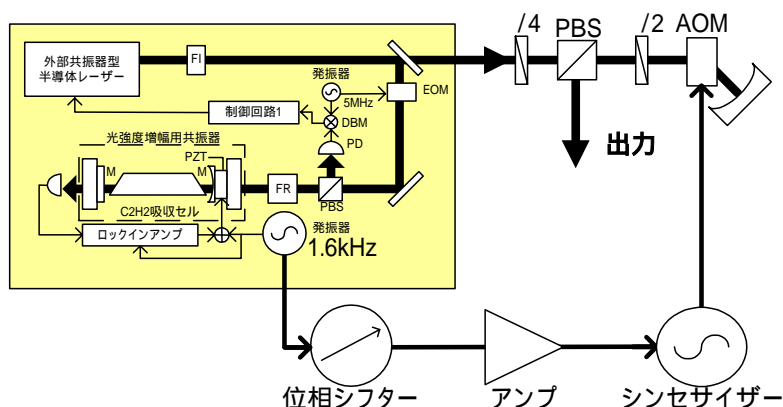 /4
PBS
/2
AOM
外部共振器型
半導体レーザー
FI
発振器
5MHz
EOM
制御回路1
DBM
PD
光強度増幅用共振器
PZT
M
M
FR
PBS
C2H2吸収セル
ロックインアンプ
発振器
1.6kHz
出力
位相シフター
アンプ
シンセサイザー